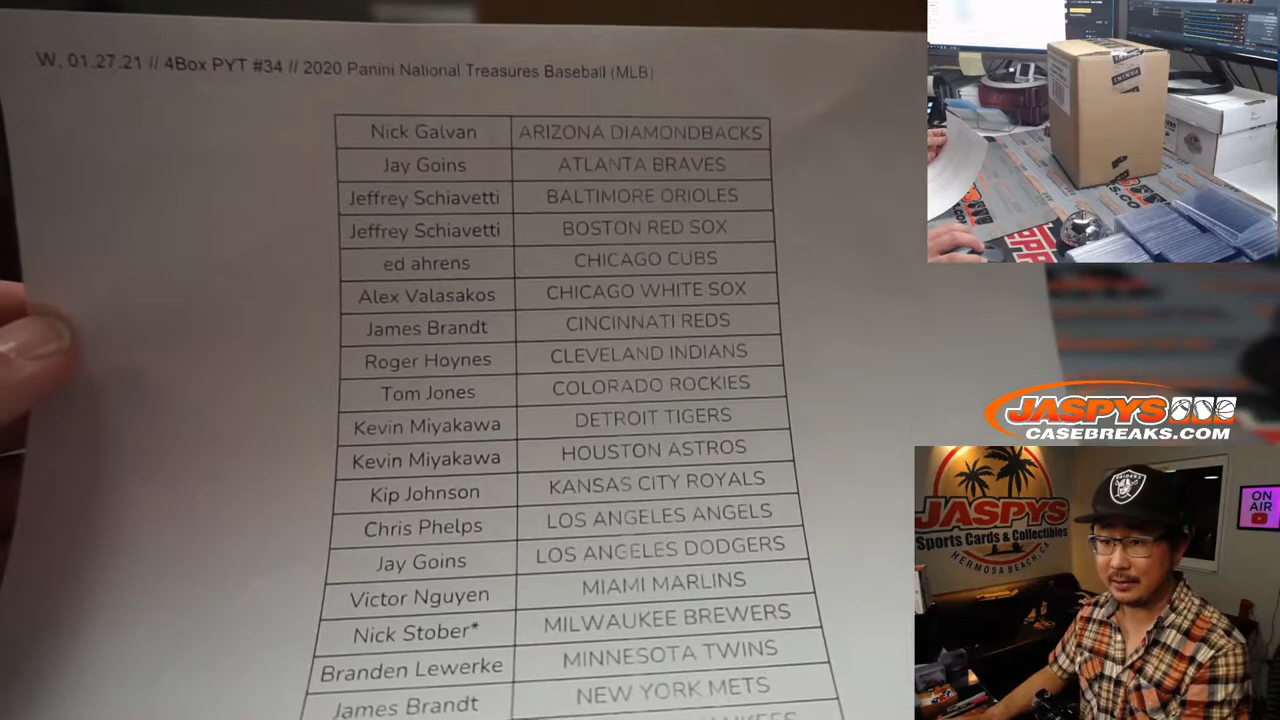 W, 01.27.21 // 4Box PYT #34 // 2020 Panini National Treasures Baseball (MLB)
Nick Galvan ARIZONA DIAMONDBACKS
Jay Goins ATLANTA BRAVES
Jeffrey Schiavetti BALTIMORE ORIOLES
Jeffrey Schiavetti BOSTON RED SOX
ed ahrens CHICAGO CUBS
Alex Valasakos CHICAGO WHITE SOX
James Brandt CINCINNATI REDS
Roger Hoynes CLEVELAND INDIANS
Tom Jones COLORADO ROCKIES
Kevin Miyakawa DETROIT TIGERS
Kevin Miyakawa HOUSTON ASTROS
Kip Johnson KANSAS CITY ROYALS
Chris Phelps LOS ANGELES ANGELS
Jay Goins LOS ANGELES DODGERS
Victor Nguyen MIAMI MARLINS
Nick Stober* MILWAUKEE BREWERS
Branden Lewerke MINNESOTA TWINS
James Brandt NEW YORK METS
JASPYS
CASEBREAKS.COM
JASPYS
Sports Cards & Collectibles
HERMOSA BEACH, CA
RAIDERS
ON
AIR